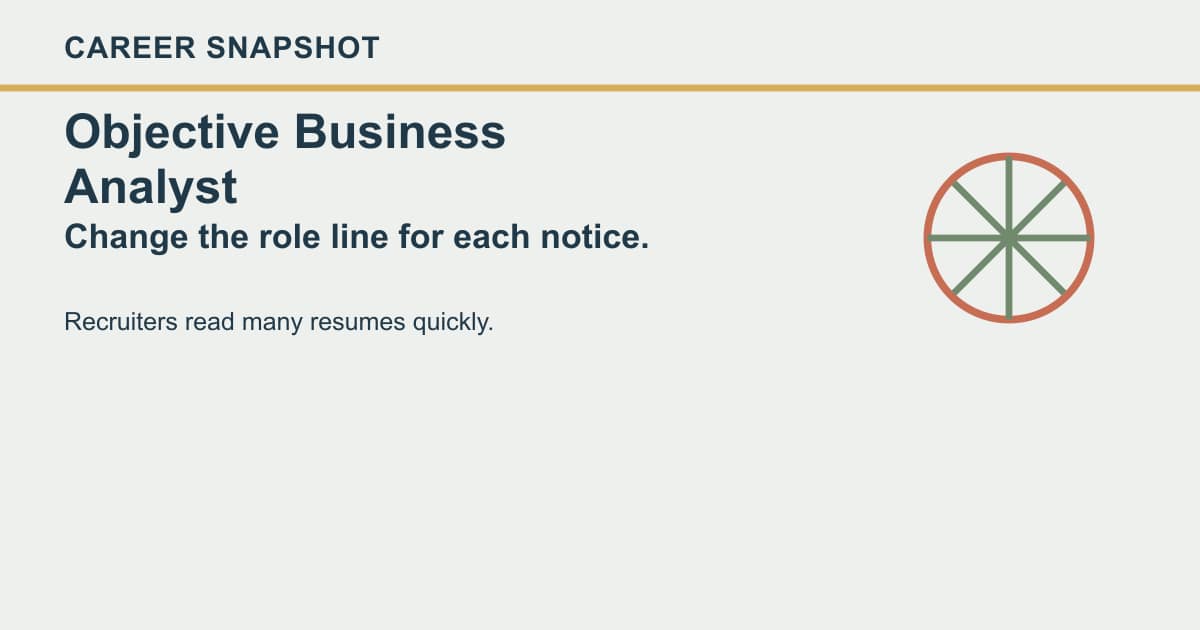 CAREER SNAPSHOT
Objective Business
Analyst
Change the role line for each notice.
Recruiters read many resumes quickly.